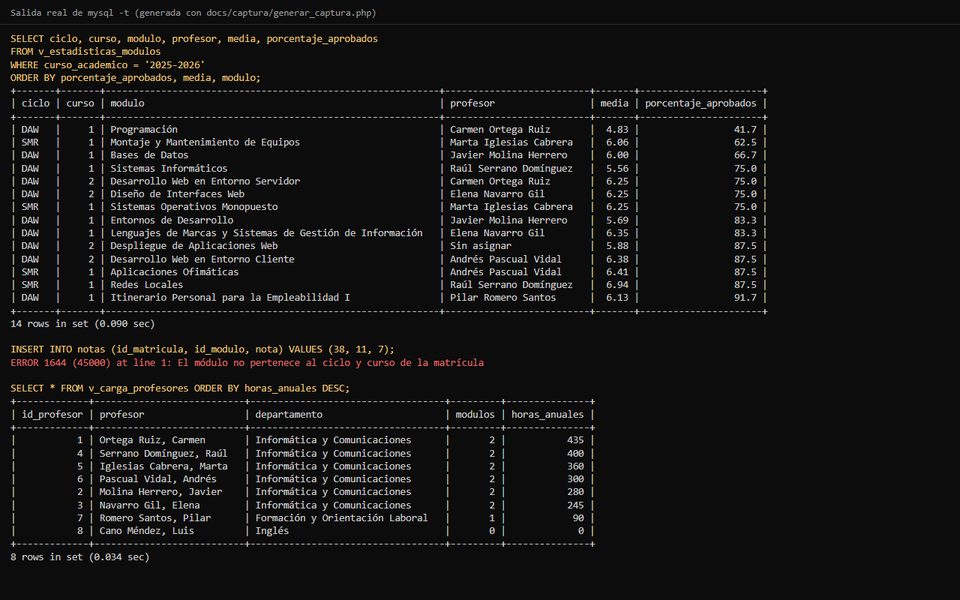 Salida real de mysql -t (generada con docs/captura/generar_captura.php)
SELECT ciclo, curso, modulo, profesor, media, porcentaje_aprobados
FROM v_estadisticas_modulos
WHERE curso_academico = '2025-2026'
ORDER BY porcentaje_aprobados, media, modulo;
+-------+-------+-----------------------------------------------------+-----------------------+-------+----------------------+
| ciclo | curso | modulo | profesor | media | porcentaje_aprobados |
+-------+-------+-----------------------------------------------------+-----------------------+-------+----------------------+
| DAW | 1 | Programación | Carmen Ortega Ruiz | 4.83 | 41.7 |
| SMR | 1 | Montaje y Mantenimiento de Equipos | Marta Iglesias Cabrera | 6.06 | 62.5 |
| DAW | 1 | Bases de Datos | Javier Molina Herrero | 6.00 | 66.7 |
| DAW | 1 | Sistemas Informáticos | Raúl Serrano Domínguez | 5.56 | 75.0 |
| DAW | 2 | Desarrollo Web en Entorno Servidor | Carmen Ortega Ruiz | 6.25 | 75.0 |
| DAW | 2 | Diseño de Interfaces Web | Elena Navarro Gil | 6.25 | 75.0 |
| SMR | 1 | Sistemas Operativos Monopuesto | Marta Iglesias Cabrera | 6.25 | 75.0 |
| DAW | 1 | Entornos de Desarrollo | Javier Molina Herrero | 5.69 | 83.3 |
| DAW | 1 | Lenguajes de Marcas y Sistemas de Gestión de Información | Elena Navarro Gil | 6.35 | 83.3 |
| DAW | 2 | Despliegue de Aplicaciones Web | Sin asignar | 5.88 | 87.5 |
| DAW | 2 | Desarrollo Web en Entorno Cliente | Andrés Pascual Vidal | 6.38 | 87.5 |
| SMR | 1 | Aplicaciones Ofimáticas | Andrés Pascual Vidal | 6.41 | 87.5 |
| SMR | 1 | Redes Locales | Raúl Serrano Domínguez | 6.94 | 87.5 |
| DAW | 1 | Itinerario Personal para la Empleabilidad I | Pilar Romero Santos | 6.13 | 91.7 |
+-------+-------+-----------------------------------------------------+-----------------------+-------+----------------------+
14 rows in set (0.090 sec)
INSERT INTO notas (id_matricula, id_modulo, nota) VALUES (38, 11, 7);
ERROR 1644 (45000) at line 1: El módulo no pertenece al ciclo y curso de la matrícula
SELECT * FROM v_carga_profesores ORDER BY horas_anuales DESC;
+-------------+-------------------------+--------------------------------+---------+---------------+
| id_profesor | profesor | departamento | modulos | horas_anuales |
+-------------+-------------------------+--------------------------------+---------+---------------+
| 1 | Ortega Ruiz, Carmen | Informática y Comunicaciones | 2 | 435 |
| 4 | Serrano Domínguez, Raúl | Informática y Comunicaciones | 2 | 400 |
| 5 | Iglesias Cabrera, Marta | Informática y Comunicaciones | 2 | 360 |
| 6 | Pascual Vidal, Andrés | Informática y Comunicaciones | 2 | 300 |
| 2 | Molina Herrero, Javier | Informática y Comunicaciones | 2 | 280 |
| 3 | Navarro Gil, Elena | Informática y Comunicaciones | 2 | 245 |
| 7 | Romero Santos, Pilar | Formación y Orientación Laboral | 1 | 90 |
| 8 | Cano Méndez, Luis | Inglés | 0 | 0 |
+-------------+-------------------------+--------------------------------+---------+---------------+
8 rows in set (0.034 sec)